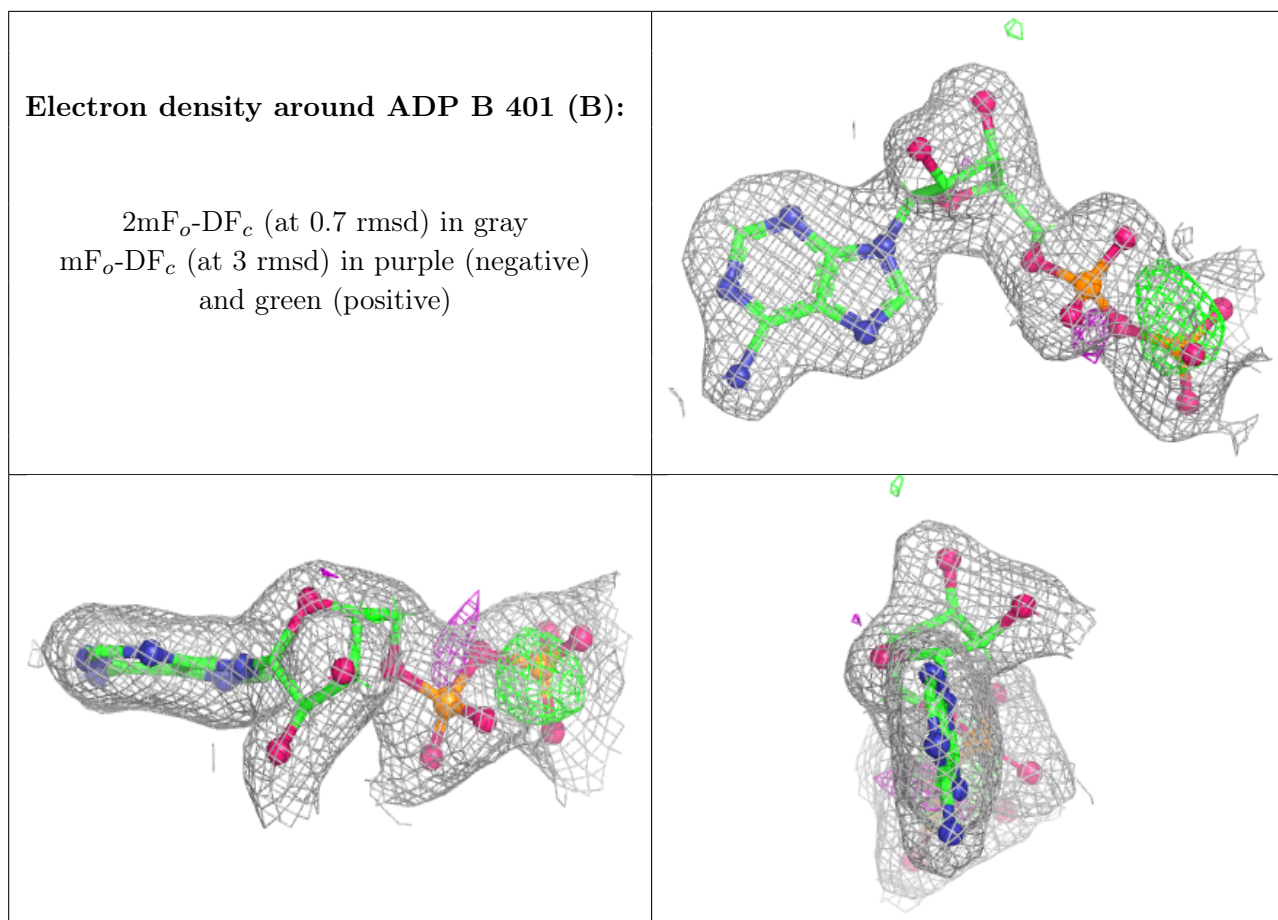 Electron density around ADP B 401 (B):
2mFₒ-DF𝑐 (at 0.7 rmsd) in gray
mFₒ-DF𝑐 (at 3 rmsd) in purple (negative)
and green (positive)